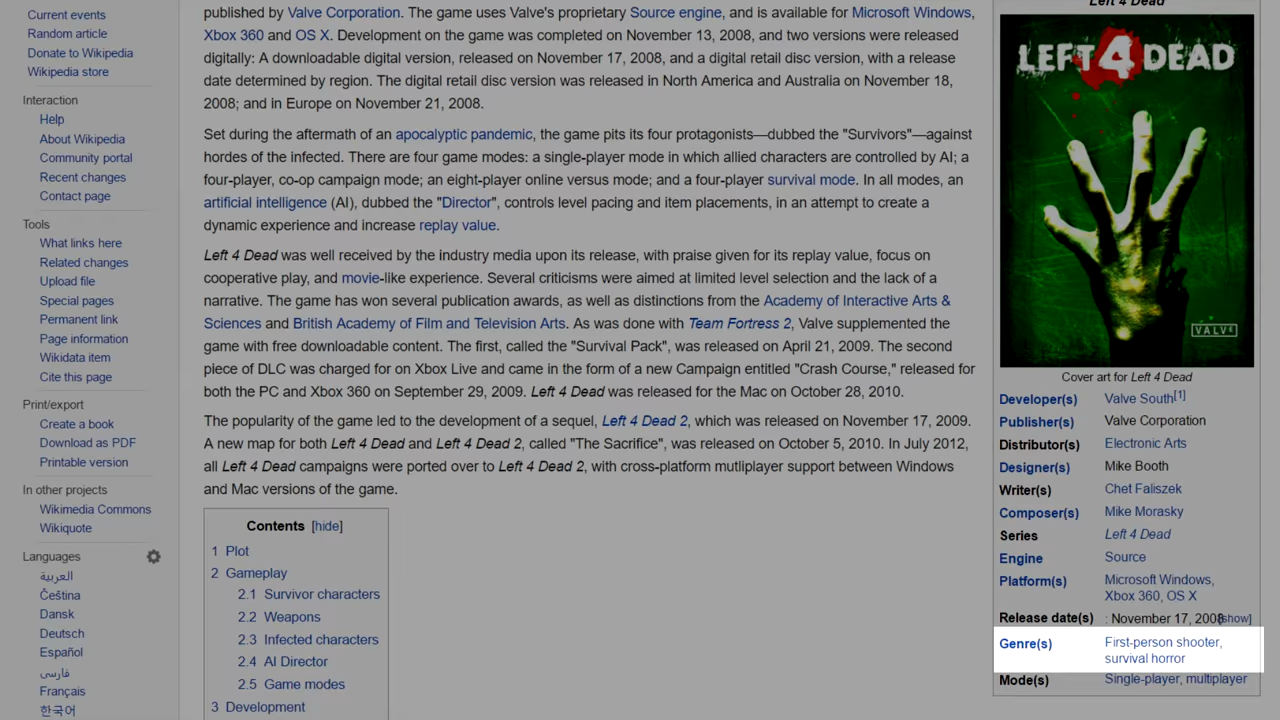 Current events
Random article
Donate to Wikipedia
Wikipedia store
Interaction
Help
About Wikipedia
Community portal
Recent changes
Contact page
Tools
What links here
Related changes
Upload file
Special pages
Permanent link
Page information
Wikidata item
Cite this page
Print/export
Create a book
Download as PDF
Printable version
In other projects
Wikimedia Commons
Wikiquote
Languages
العربية
Čeština
Dansk
Deutsch
Español
فارسی
Français
한국어
published by Valve Corporation. The game uses Valve's proprietary Source engine, and is available for Microsoft Windows,
Xbox 360 and OS X. Development on the game was completed on November 13, 2008, and two versions were released
digitally: A downloadable digital version, released on November 17, 2008, and a digital retail disc version, with a release
date determined by region. The digital retail disc version was released in North America and Australia on November 18,
2008; and in Europe on November 21, 2008.
Set during the aftermath of an apocalyptic pandemic, the game pits its four protagonists—dubbed the "Survivors"—against
hordes of the infected. There are four game modes: a single-player mode in which allied characters are controlled by AI; a
four-player, co-op campaign mode; an eight-player online versus mode; and a four-player survival mode. In all modes, an
artificial intelligence (AI), dubbed the "Director", controls level pacing and item placements, in an attempt to create a
dynamic experience and increase replay value.
Left 4 Dead was well received by the industry media upon its release, with praise given for its replay value, focus on
cooperative play, and movie-like experience. Several criticisms were aimed at limited level selection and the lack of a
narrative. The game has won several publication awards, as well as distinctions from the Academy of Interactive Arts &
Sciences and British Academy of Film and Television Arts. As was done with Team Fortress 2, Valve supplemented the
game with free downloadable content. The first, called the "Survival Pack", was released on April 21, 2009. The second
piece of DLC was charged for on Xbox Live and came in the form of a new Campaign entitled "Crash Course," released for
both the PC and Xbox 360 on September 29, 2009. Left 4 Dead was released for the Mac on October 28, 2010.
The popularity of the game led to the development of a sequel, Left 4 Dead 2, which was released on November 17, 2009.
A new map for both Left 4 Dead and Left 4 Dead 2, called "The Sacrifice", was released on October 5, 2010. In July 2012,
all Left 4 Dead campaigns were ported over to Left 4 Dead 2, with cross-platform mutliplayer support between Windows
and Mac versions of the game.
Contents [hide]
1 Plot
2 Gameplay
2.1 Survivor characters
2.2 Weapons
2.3 Infected characters
2.4 AI Director
2.5 Game modes
3 Development
Left 4 Dead
LEFT 4 DEAD
VALVE
Cover art for Left 4 Dead
Developer(s) Valve South[1]
Publisher(s) Valve Corporation
Distributor(s) Electronic Arts
Designer(s) Mike Booth
Writer(s) Chet Faliszek
Composer(s) Mike Morasky
Series Left 4 Dead
Engine Source
Platform(s) Microsoft Windows,
Xbox 360, OS X
Release date(s) : November 17, 2008[show]
Genre(s) First-person shooter,
survival horror
Mode(s) Single-player, multiplayer